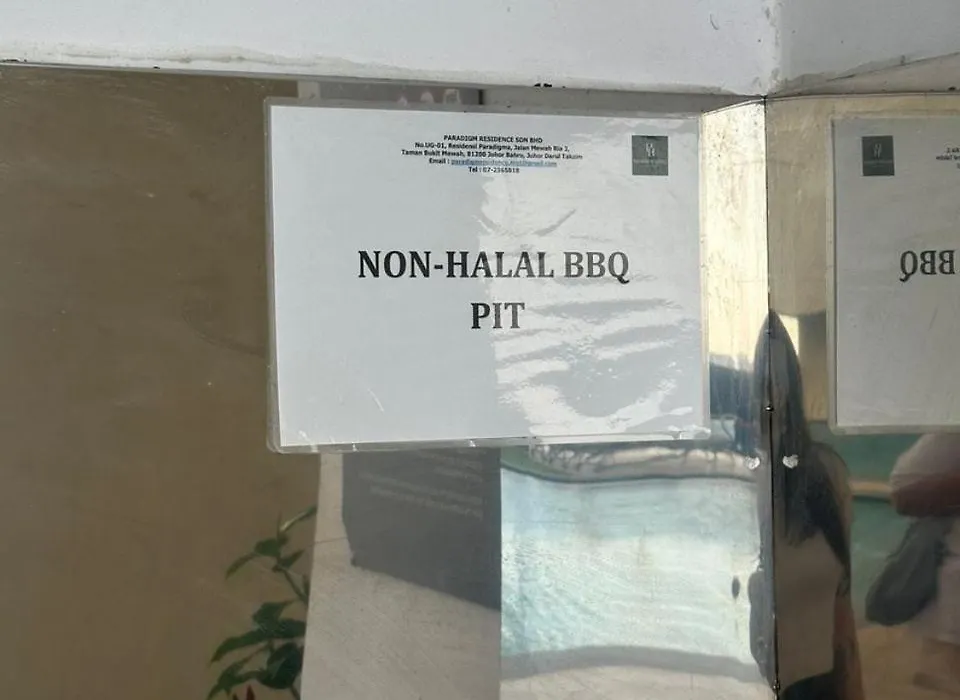 PARADIGM RESIDENCE SDN BHD
No.UG-01, Residensi Paradigma, Jalan Mewah Ria 2,
Taman Bukit Mewah, 81200 Johor Bahru, Johor Darul Takzim
Email :
Tel : 07-2365818
NON-HALAL BBQ
PIT
BBQ